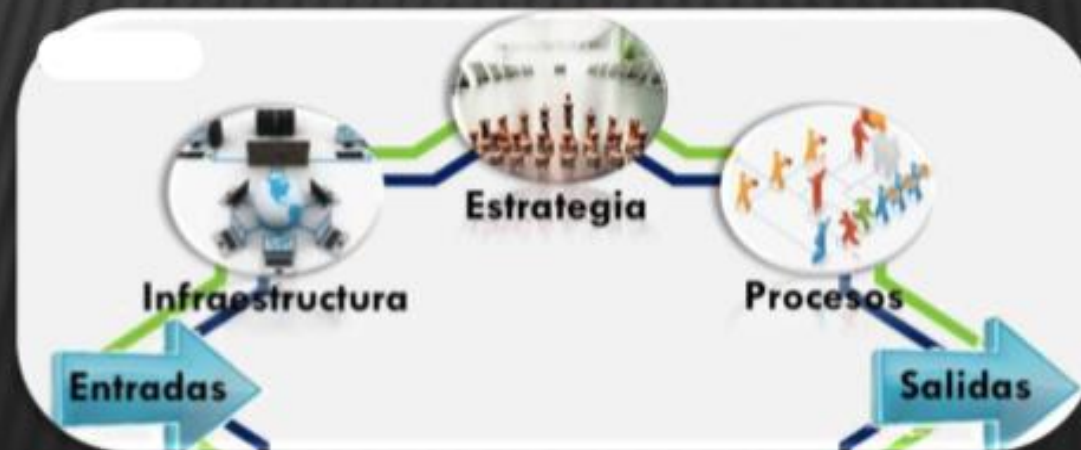 Estrategia
Infraestructura
Procesos
Entradas
Salidas